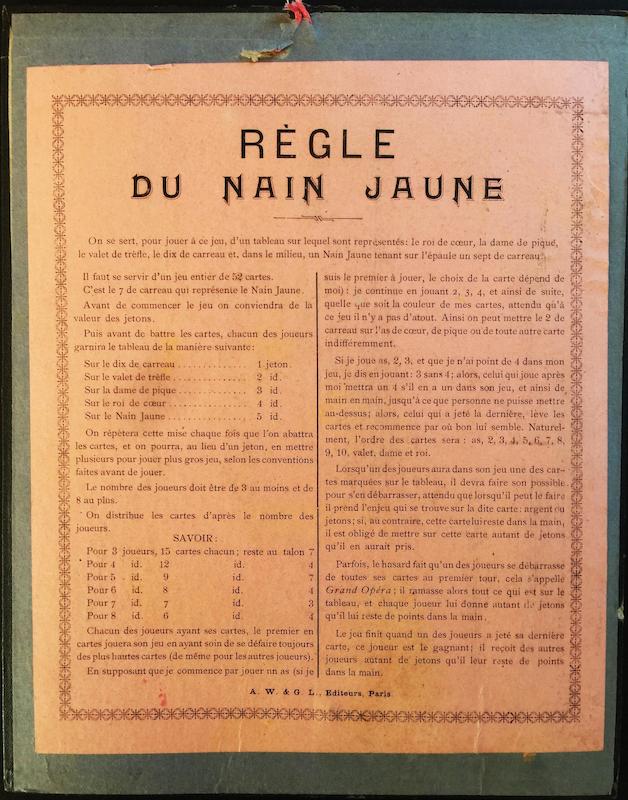 RÈGLE
DU NAIN JAUNE
On se sert, pour jouer à ce jeu, d'un tableau sur lequel sont représentés: le roi de cœur, la dame de pique,
le valet de trèfle, le dix de carreau et, dans le milieu, un Nain Jaune tenant sur l'épaule un sept de carreau.
Il faut se servir d'un jeu entier de 52 cartes.
C'est le 7 de carreau qui représente le Nain Jaune.
Avant de commencer le jeu on conviendra de la
valeur des jetons.
Puis avant de battre les cartes, chacun des joueurs
garnira le tableau de la manière suivante:
Sur le dix de carreau ............... 1 jeton.
Sur le valet de trèfle ............... 2 id.
Sur la dame de pique ............... 3 id
Sur le roi de cœur ............... 4 id.
Sur le Nain Jaune ............... 5 id.
On répètera cette mise chaque fois que l'on abattra
les cartes, et on pourra, au lieu d'un jeton, en mettre
plusieurs pour jouer plus gros jeu, selon les conventions
faites avant de jouer.
Le nombre des joueurs doit être de 3 au moins et de
8 au plus.
On distribue les cartes d'après le nombre des
joueurs.
SAVOIR:
Pour 3 joueurs, 15 cartes chacun; reste au talon 7
Pour 4 id. 12 id. 4
Pour 5 id. 9 id. 7
Pour 6 id. 8 id. 4
Pour 7 id. 7 id. 3
Pour 8 id. 6 id. 4
Chacun des joueurs ayant ses cartes, le premier en
cartes jouera son jeu en ayant soin de se défaire toujours
des plus hautes cartes (de même pour les autres joueurs).
En supposant que je commence par jouer un as (si je
suis le premier à jouer, le choix de la carte dépend de
moi): je continue en jouant 2, 3, 4, et ainsi de suite
quelle que soit la couleur de mes cartes, attendu qu'à
ce jeu il n'y a pas d'atout. Ainsi on peut mettre le 2 de
carreau sur l'as de cœur, de pique ou de toute autre carte
indifféremment.
Si je joue as, 2, 3, et que je n'ai point de 4 dans mon
jeu, je dis en jouant: 3 sans 4; alors, celui qui joue après
moi mettra un 4 s'il en a un dans son jeu, et ainsi de
main en main, jusqu'à ce que personne ne puisse mettre
au-dessus; alors, celui qui a jeté la dernière, lève les
cartes et recommence par où bon lui semble. Naturel-
ment, l'ordre des cartes sera: as, 2, 3, 4, 5, 6, 7, 8,
9, 10, valet, dame et roi.
Lorsqu'un des joueurs aura dans son jeu une des car-
tes marquées sur le tableau, il devra faire son possible
pour s'en débarrasser, attendu que lorsqu'il peut le faire
il prend l'enjeu qui se trouve sur la dite carte: argent ou
jetons; si, au contraire, cette carte lui reste dans la main,
il est obligé de mettre sur cette carte autant de jetons
qu'il en aurait pris.
Parfois, le hasard fait qu'un des joueurs se débarrasse
de toutes ses cartes au premier tour, cela s'appelle
Grand Opéra; il ramasse alors tout ce qui est sur le
tableau, et chaque joueur lui donne autant de jetons
qu'il lui reste de points dans la main.
Le jeu finit quand un des joueurs a jeté sa dernière
carte, ce joueur est le gagnant; il reçoit des autres
joueurs autant de jetons qu'il leur reste de points
dans la main.
A. W. & G. L., Editeurs, Paris